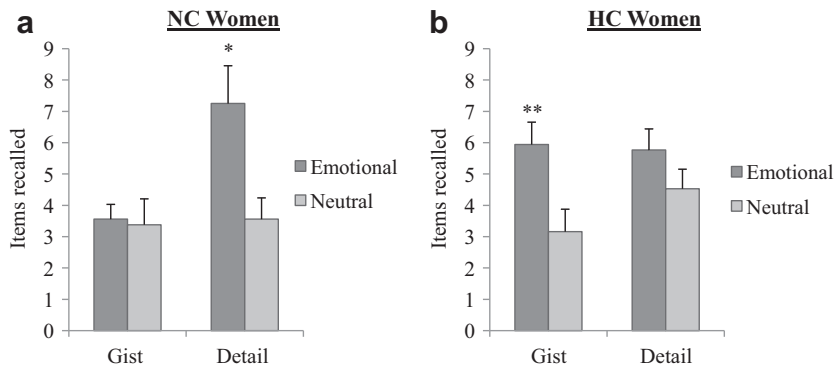 a
NC Women
9
8
7
6
5
4
3
2
1
0
Items recalled
*
Gist
Detail
Emotional
Neutral
b
HC Women
9
8
7
6
5
4
3
2
1
0
Items recalled
**
Gist
Detail
Emotional
Neutral